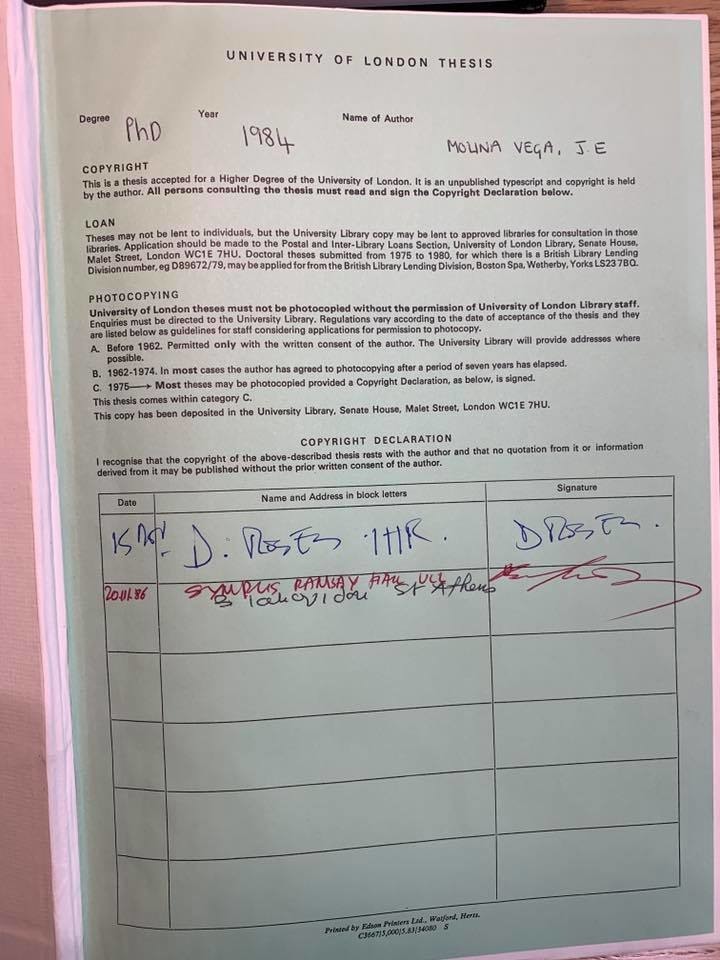 UNIVERSITY OF LONDON THESIS
Degree PhD Year 1984 Name of Author MOLINA VEGA, J.E
COPYRIGHT
This is a thesis accepted for a Higher Degree of the University of London. It is an unpublished typescript and copyright is held
by the author. All persons consulting the thesis must read and sign the Copyright Declaration below.
LOAN
Theses may not be lent to individuals, but the University Library copy may be lent to approved libraries for consultation in those
libraries. Application should be made to the Postal and Inter-Library Loans Section, University of London Library, Senate House,
Malet Street, London WC1E 7HU. Doctoral theses submitted from 1975 to 1980, for which there is a British Library Lending
Division number, eg D89672/79, may be applied for from the British Library Lending Division, Boston Spa, Wetherby, Yorks LS23 7BQ.
PHOTOCOPYING
University of London theses must not be photocopied without the permission of University of London Library staff.
Enquiries must be directed to the University Library. Regulations vary according to the date of acceptance of the thesis and they
are listed below as guidelines for staff considering applications for permission to photocopy.
A. Before 1962. Permitted only with the written consent of the author. The University Library will provide addresses where
possible.
B. 1962-1974. In most cases the author has agreed to photocopying after a period of seven years has elapsed.
C. 1975⟶ Most theses may be photocopied provided a Copyright Declaration, as below, is signed.
This thesis comes within category C.
This copy has been deposited in the University Library, Senate House, Malet Street, London WC1E 7HU.
COPYRIGHT DECLARATION
I recognise that the copyright of the above-described thesis rests with the author and that no quotation from it or information
derived from it may be published without the prior written consent of the author.
Date Name and Address in block letters Signature
15 D. IHR. D
RAMSAY HALL UCL
St Athens
Printed by Edson Printers Ltd., Watford, Herts.
C3667/5,000/5.83/34080 S